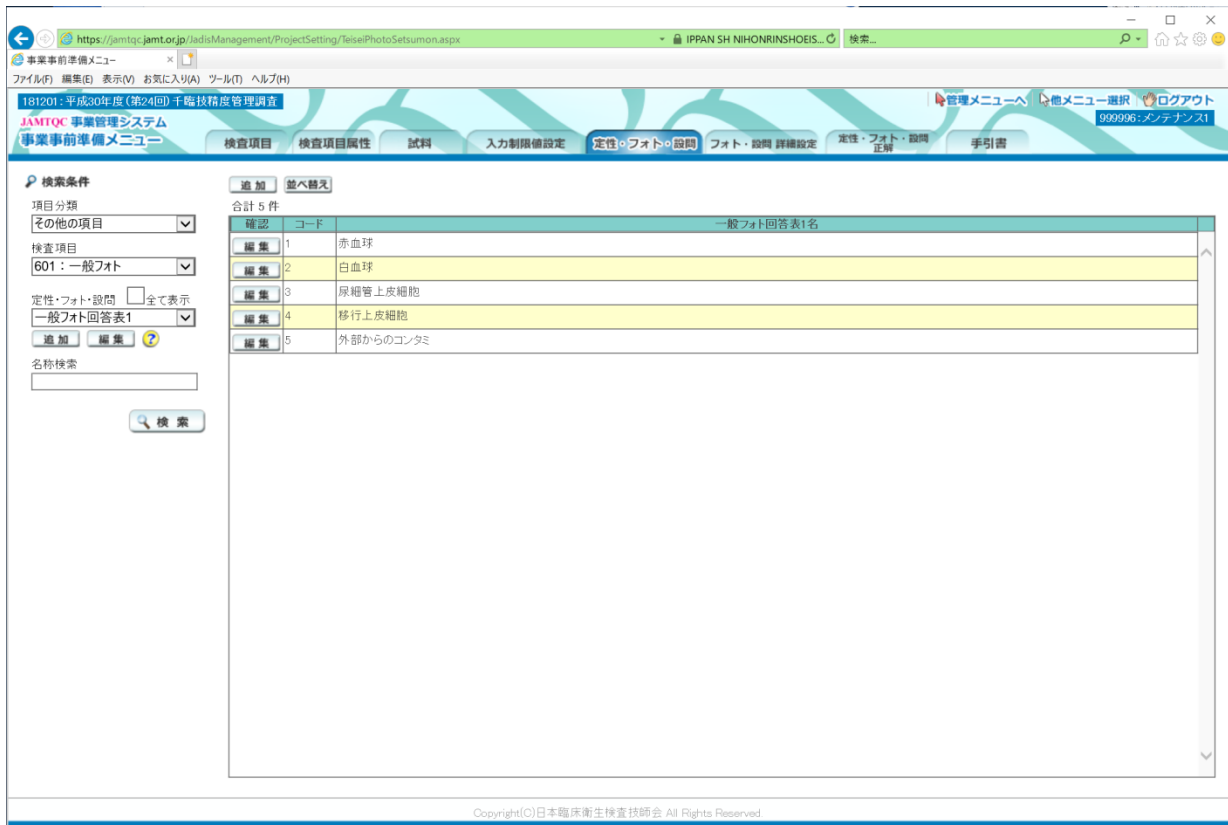 https://jamtqc.jamt.or.jp/JadisManagement/ProjectSetting/TeiseiPhotoSetsumon.aspx
IPPAN SH NIHONRINSHOEIS...
検索...
事業事前準備メニュー
ファイル(F) 編集(E) 表示(V) お気に入り(A) ツール(T) ヘルプ(H)
181201:平成30年度(第24回)千臨技精度管理調査
管理メニューへ 他メニュー選択 ログアウト
JAMTQC 事業管理システム
999996:メンテナンス1
事業事前準備メニュー
検査項目 検査項目属性 試料 入力制限値設定 定性・フォト・設問 フォト・設問 詳細設定 定性・フォト・設問 正解 手引書
検索条件
項目分類
その他の項目
検査項目
601:一般フォト
定性・フォト・設問 全て表示
一般フォト回答表1
追加 編集 ?
名称検索
検索
追加 並べ替え
合計 5 件
確認 コード 一般フォト回答表1名
編集 1 赤血球
編集 2 白血球
編集 3 尿細管上皮細胞
編集 4 移行上皮細胞
編集 5 外部からのコンタミ
Copyright(C)日本臨床衛生検査技師会 All Rights Reserved.